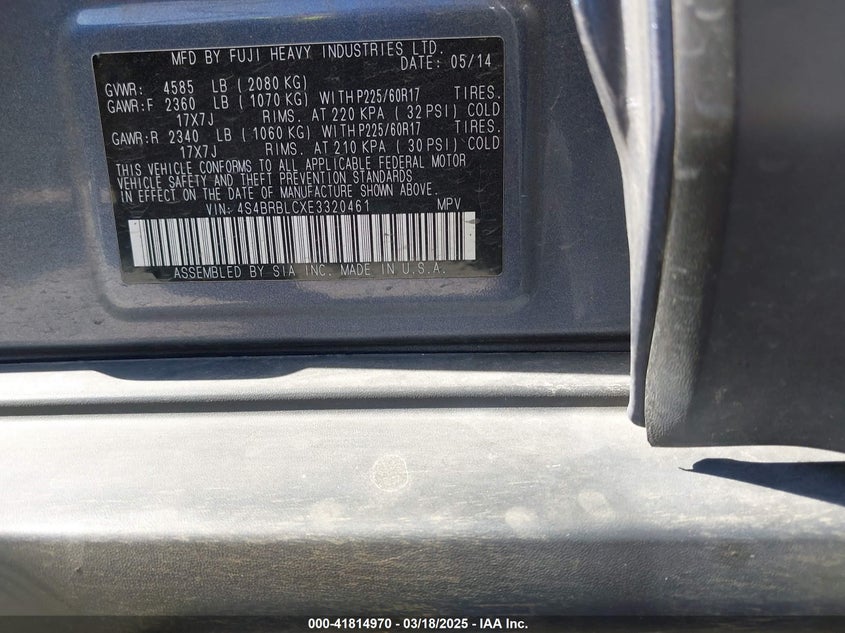 MFD BY FUJI HEAVY INDUSTRIES LTD.
DATE: 05/14
GVWR: 4585 LB (2080 KG)
GAWR:F 2360 LB (1070 KG) WITH P225/60R17 TIRES.
17X7J RIMS. AT 220 KPA (32 PSI) COLD
GAWR:R 2340 LB (1060 KG) WITH P225/60R17 TIRES.
17X7J RIMS. AT 210 KPA (30 PSI) COLD
THIS VEHICLE CONFORMS TO ALL APPLICABLE FEDERAL MOTOR
VEHICLE SAFETY AND THEFT PREVENTION STANDARDS
IN EFFECT ON THE DATE OF MANUFACTURE SHOWN ABOVE.
VIN: 4S4BRBLCXE3320461 MPV
ASSEMBLED BY SIA INC. MADE IN U.S.A.
000-41814970 — 03/18/2025 — IAA Inc.